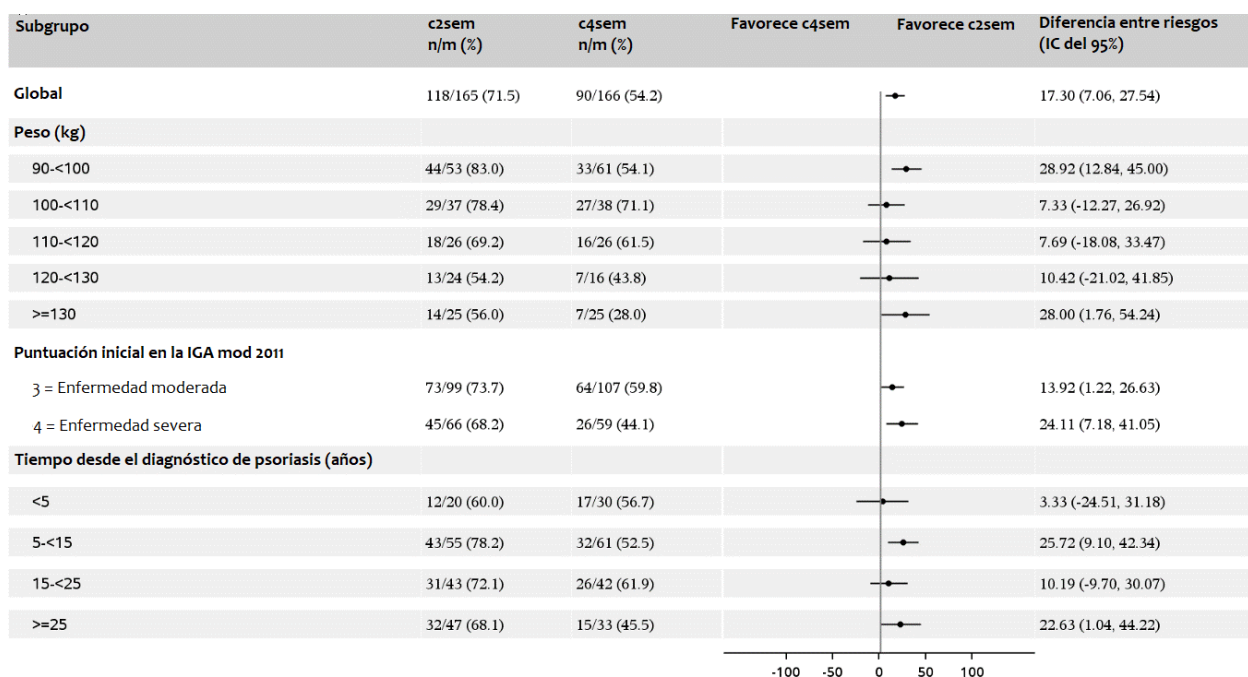 Subgrupo c2sem n/m (%) c4sem n/m (%) Favorece c4sem Favorece c2sem Diferencia entre riesgos (IC del 95%)
Global 118/165 (71.5) 90/166 (54.2) 17.30 (7.06, 27.54)
Peso (kg)
90-<100 44/53 (83.0) 33/61 (54.1) 28.92 (12.84, 45.00)
100-<110 29/37 (78.4) 27/38 (71.1) 7.33 (-12.27, 26.92)
110-<120 18/26 (69.2) 16/26 (61.5) 7.69 (-18.08, 33.47)
120-<130 13/24 (54.2) 7/16 (43.8) 10.42 (-21.02, 41.85)
>=130 14/25 (56.0) 7/25 (28.0) 28.00 (1.76, 54.24)
Puntuación inicial en la IGA mod 2011
3 = Enfermedad moderada 73/99 (73.7) 64/107 (59.8) 13.92 (1.22, 26.63)
4 = Enfermedad severa 45/66 (68.2) 26/59 (44.1) 24.11 (7.18, 41.05)
Tiempo desde el diagnóstico de psoriasis (años)
<5 12/20 (60.0) 17/30 (56.7) 3.33 (-24.51, 31.18)
5-<15 43/55 (78.2) 32/61 (52.5) 25.72 (9.10, 42.34)
15-<25 31/43 (72.1) 26/42 (61.9) 10.19 (-9.70, 30.07)
>=25 32/47 (68.1) 15/33 (45.5) 22.63 (1.04, 44.22)
-100 -50 0 50 100